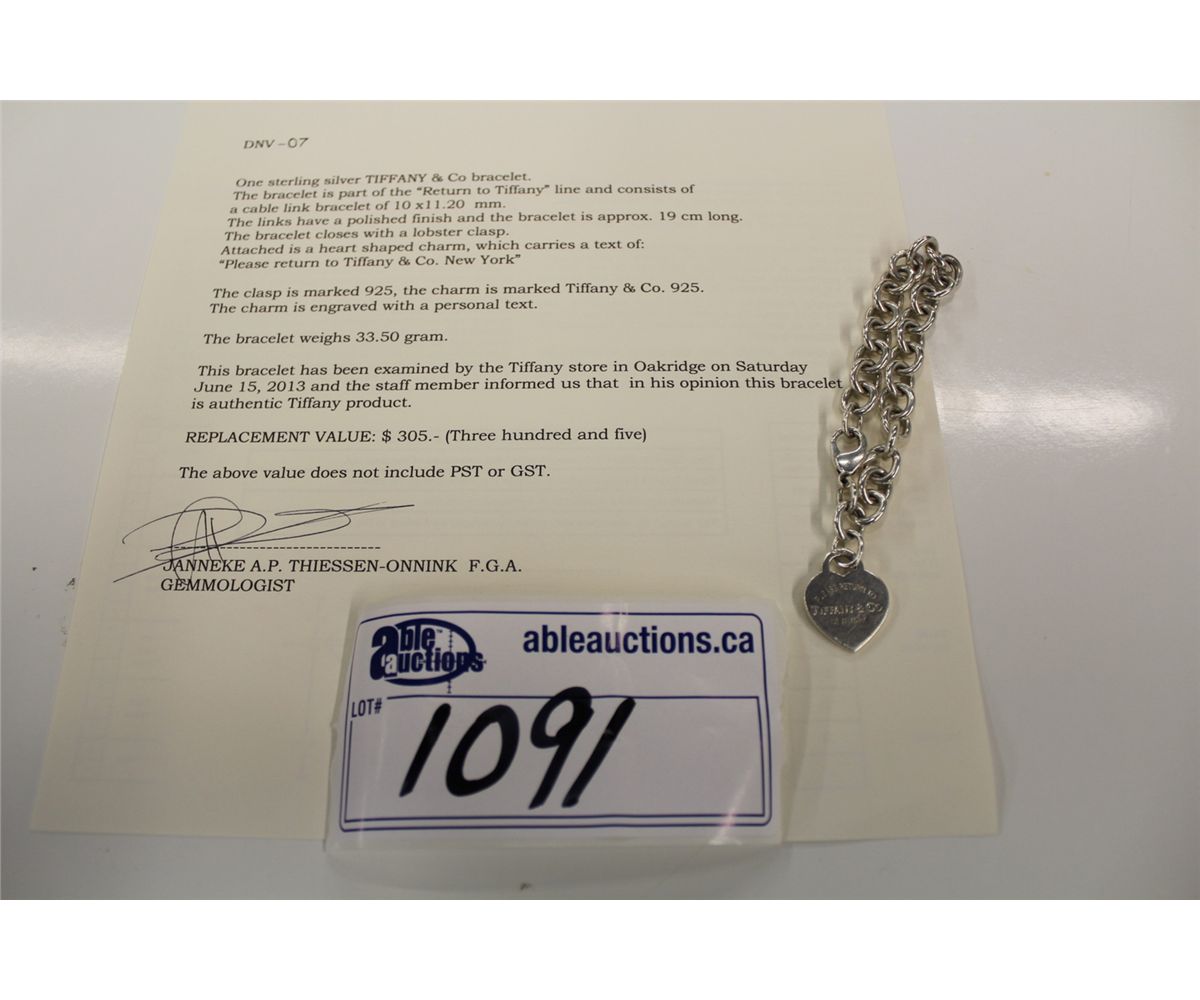 DNV-07
One sterling silver TIFFANY & Co bracelet.
The bracelet is part of the "Return to Tiffany" line and consists of
a cable link bracelet of 10 x11.20 mm.
The links have a polished finish and the bracelet is approx. 19 cm long.
The bracelet closes with a lobster clasp.
Attached is a heart shaped charm, which carries a text of:
"Please return to Tiffany & Co. New York"
The clasp is marked 925, the charm is marked Tiffany & Co. 925.
The charm is engraved with a personal text.
The bracelet weighs 33.50 gram.
This bracelet has been examined by the Tiffany store in Oakridge on Saturday
June 15, 2013 and the staff member informed us that in his opinion this bracelet
is authentic Tiffany product.
REPLACEMENT VALUE: $ 305.- (Three hundred and five)
The above value does not include PST or GST.
JANNEKE A.P. THIESSEN-ONNINK F.G.A.
GEMMOLOGIST
RETURN TO
TIFFANY & CO
able auctions™
ableauctions.ca
LOT#
1091